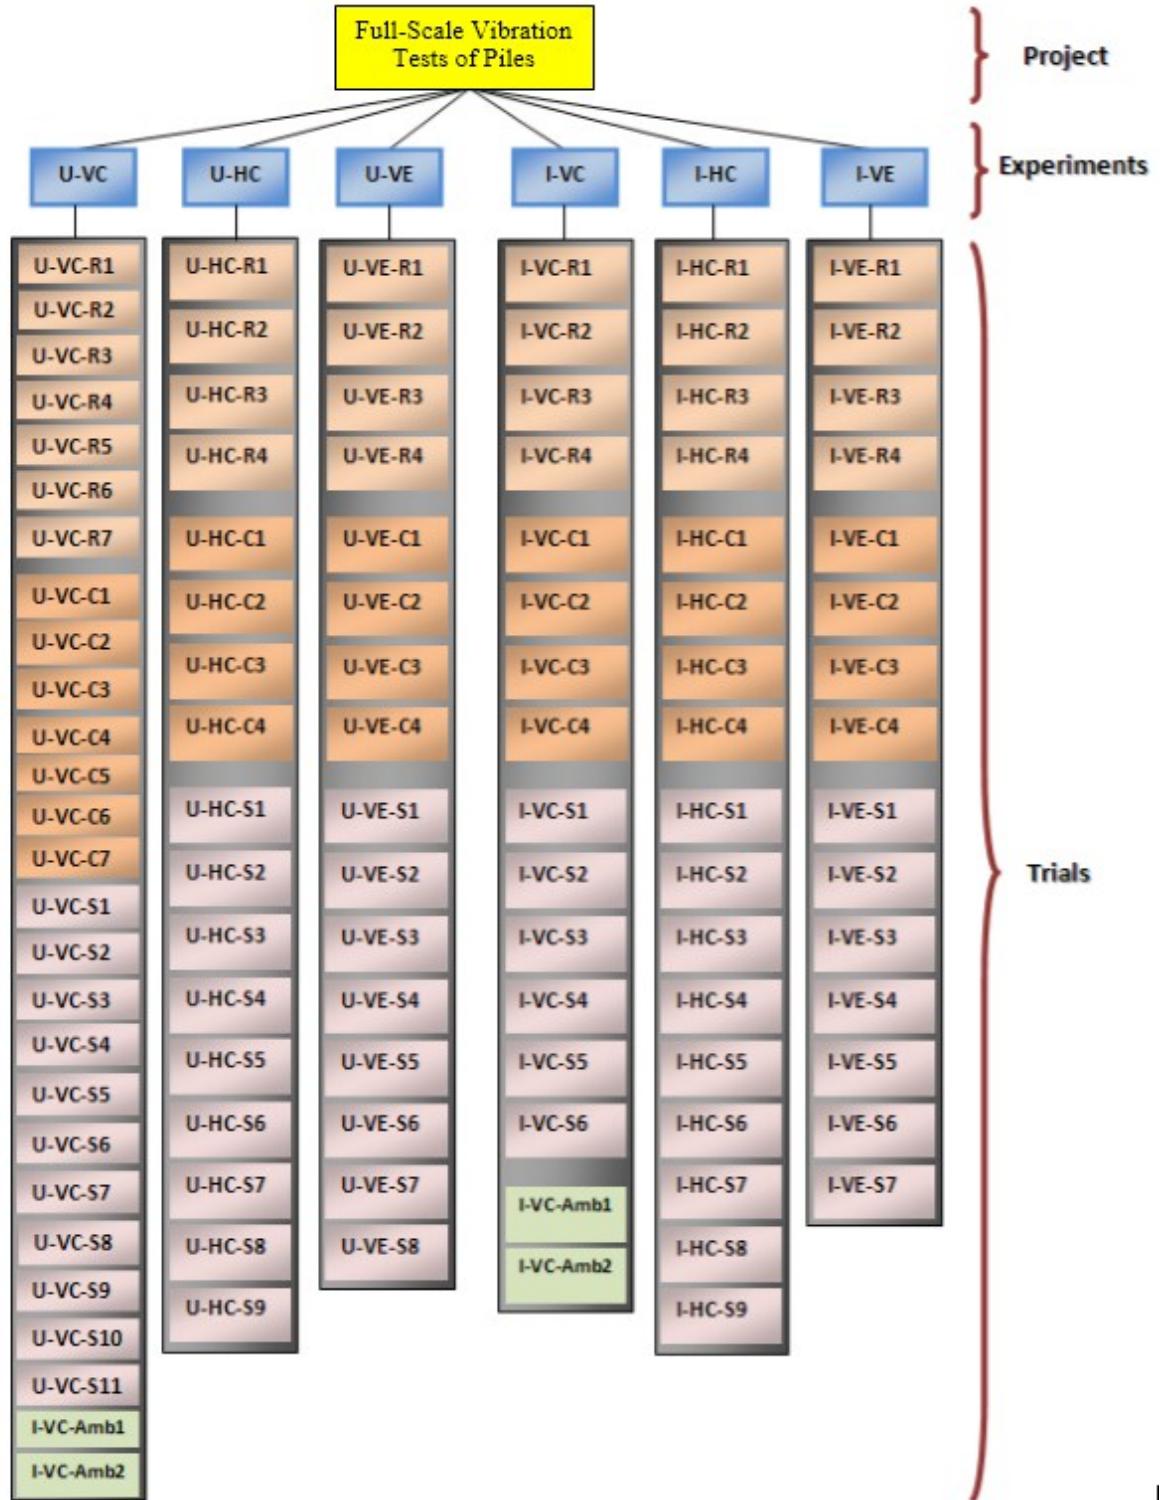 Full-Scale Vibration
Tests of Piles
Project
U-VC
U-HC
U-VE
I-VC
I-HC
I-VE
Experiments
U-VC-R1
U-VC-R2
U-VC-R3
U-VC-R4
U-VC-R5
U-VC-R6
U-VC-R7
U-VC-C1
U-VC-C2
U-VC-C3
U-VC-C4
U-VC-C5
U-VC-C6
U-VC-C7
U-VC-S1
U-VC-S2
U-VC-S3
U-VC-S4
U-VC-S5
U-VC-S6
U-VC-S7
U-VC-S8
U-VC-S9
U-VC-S10
U-VC-S11
I-VC-Amb1
I-VC-Amb2
U-HC-R1
U-HC-R2
U-HC-R3
U-HC-R4
U-HC-C1
U-HC-C2
U-HC-C3
U-HC-C4
U-HC-S1
U-HC-S2
U-HC-S3
U-HC-S4
U-HC-S5
U-HC-S6
U-HC-S7
U-HC-S8
U-HC-S9
U-VE-R1
U-VE-R2
U-VE-R3
U-VE-R4
U-VE-C1
U-VE-C2
U-VE-C3
U-VE-C4
U-VE-S1
U-VE-S2
U-VE-S3
U-VE-S4
U-VE-S5
U-VE-S6
U-VE-S7
U-VE-S8
I-VC-R1
I-VC-R2
I-VC-R3
I-VC-R4
I-VC-C1
I-VC-C2
I-VC-C3
I-VC-C4
I-VC-S1
I-VC-S2
I-VC-S3
I-VC-S4
I-VC-S5
I-VC-S6
I-VC-Amb1
I-VC-Amb2
I-HC-R1
I-HC-R2
I-HC-R3
I-HC-R4
I-HC-C1
I-HC-C2
I-HC-C3
I-HC-C4
I-HC-S1
I-HC-S2
I-HC-S3
I-HC-S4
I-HC-S5
I-HC-S6
I-HC-S7
I-HC-S8
I-HC-S9
I-VE-R1
I-VE-R2
I-VE-R3
I-VE-R4
I-VE-C1
I-VE-C2
I-VE-C3
I-VE-C4
I-VE-S1
I-VE-S2
I-VE-S3
I-VE-S4
I-VE-S5
I-VE-S6
I-VE-S7
Trials